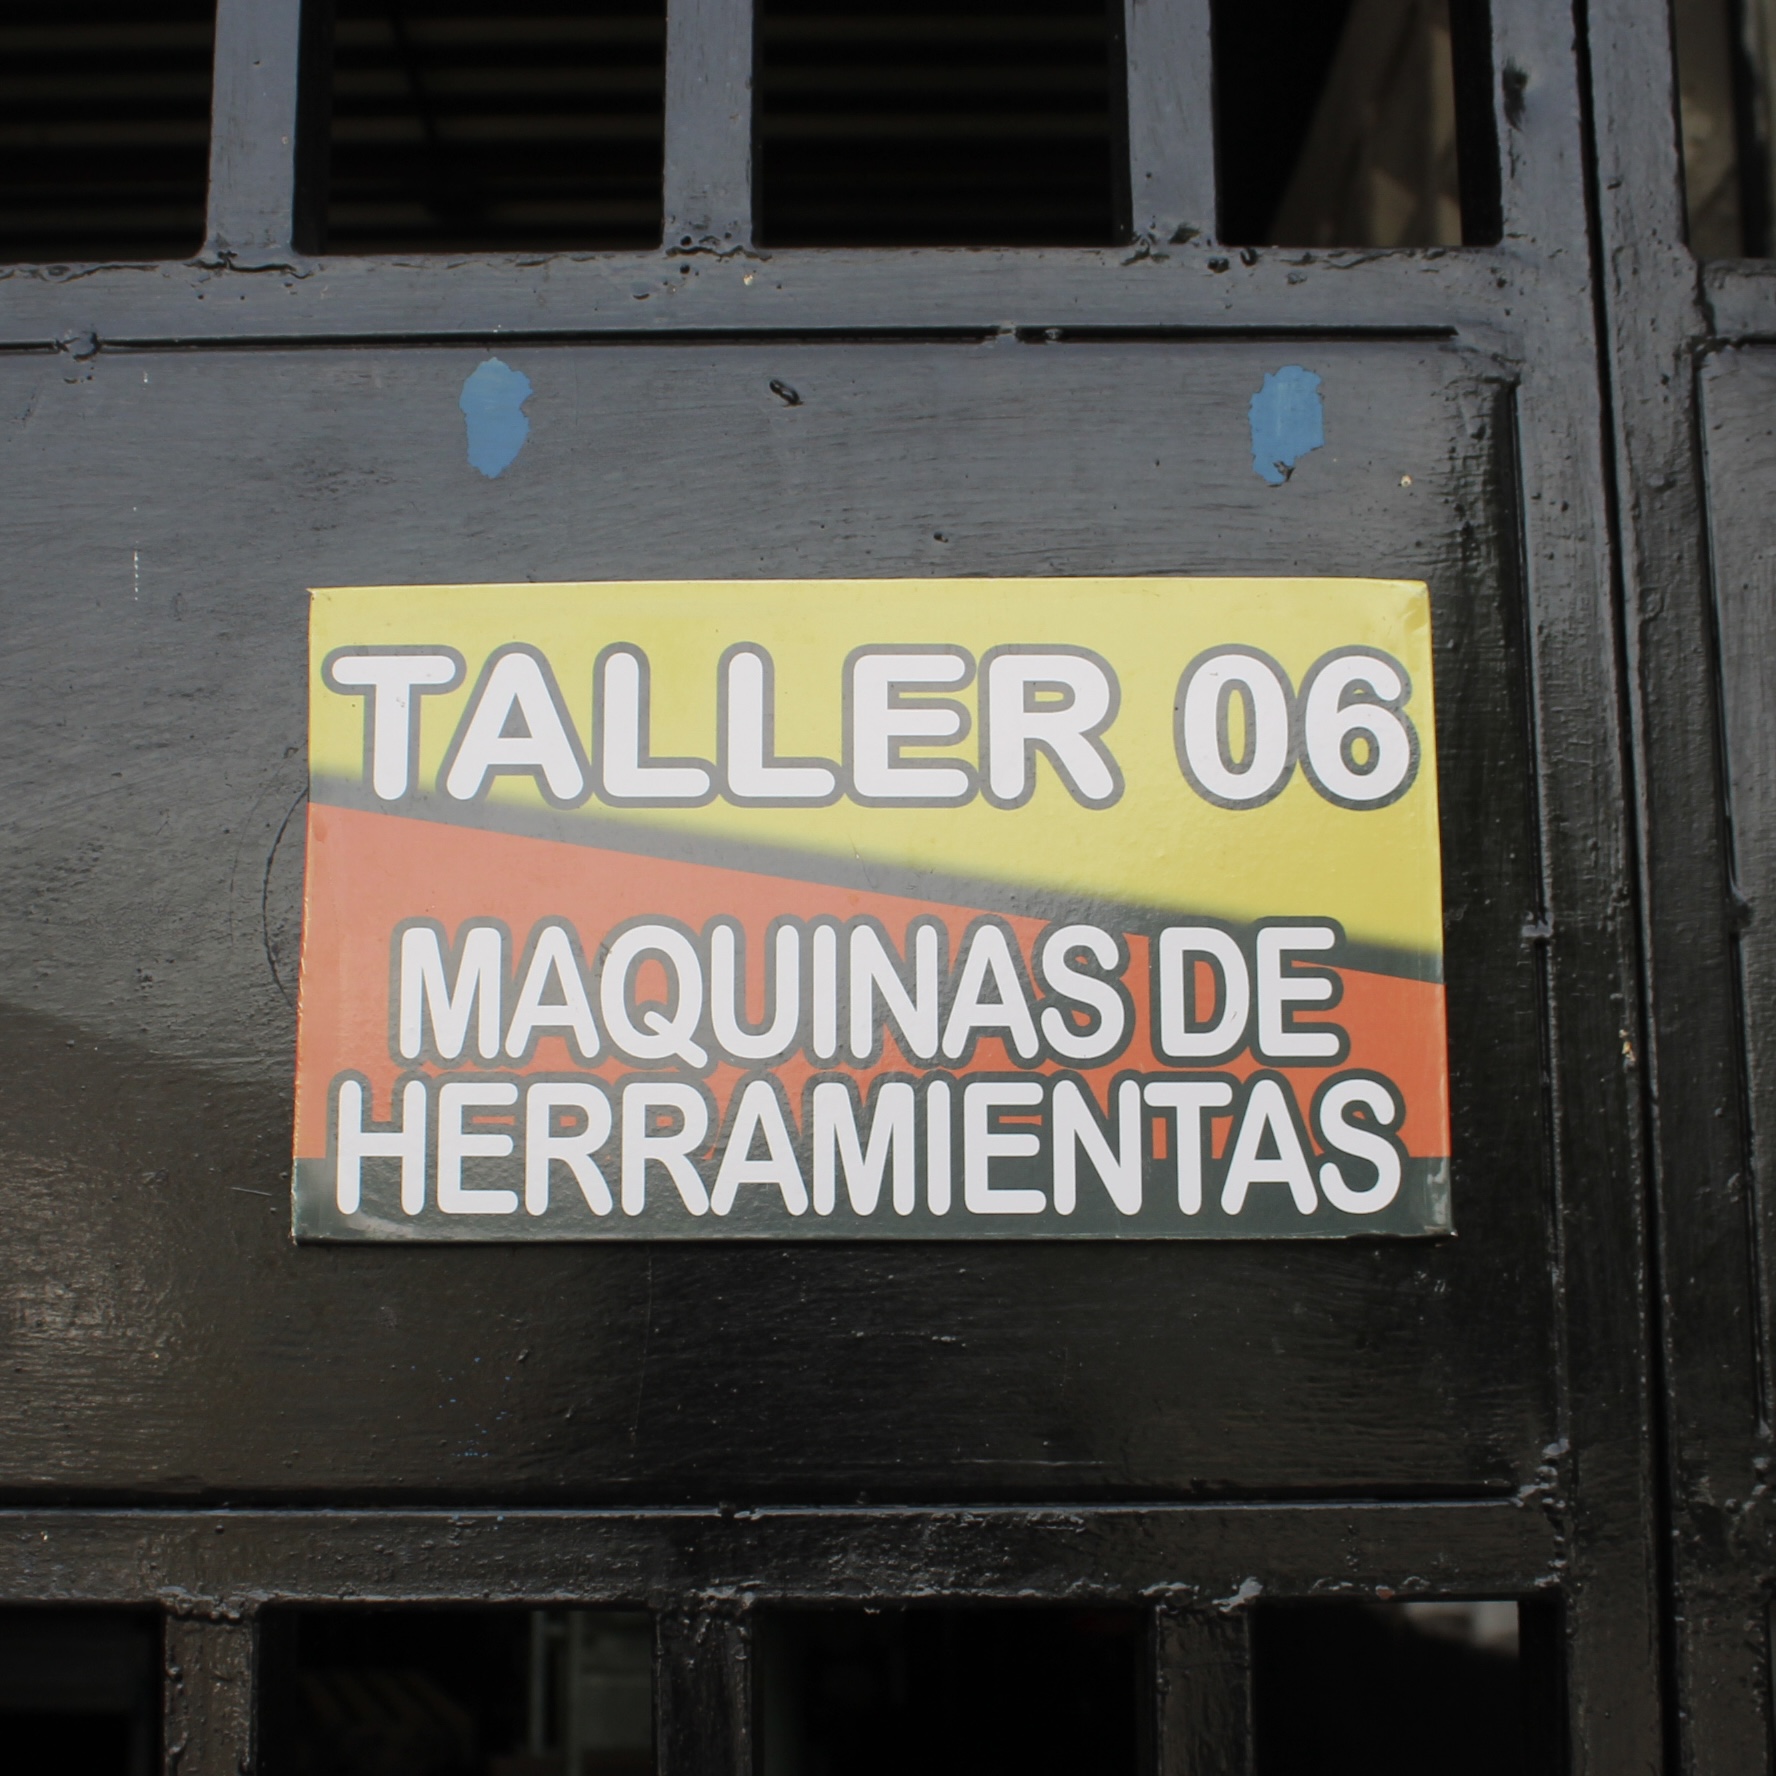 TALLER 06
MAQUINAS DE
HERRAMIENTAS